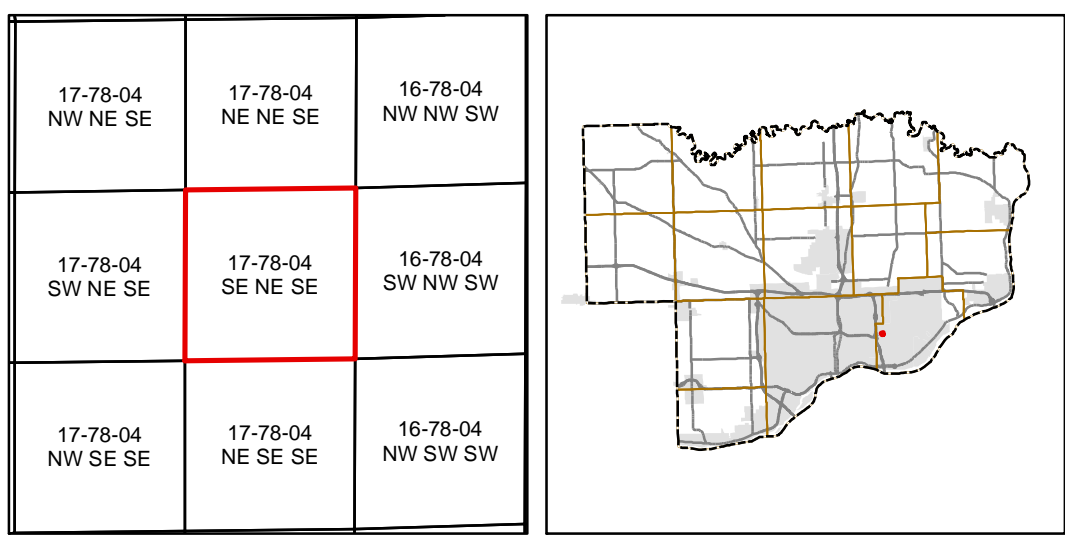 17-78-04
NW NE SE
17-78-04
NE NE SE
16-78-04
NW NW SW
17-78-04
SW NE SE
17-78-04
SE NE SE
16-78-04
SW NW SW
17-78-04
NW SE SE
17-78-04
NE SE SE
16-78-04
NW SW SW